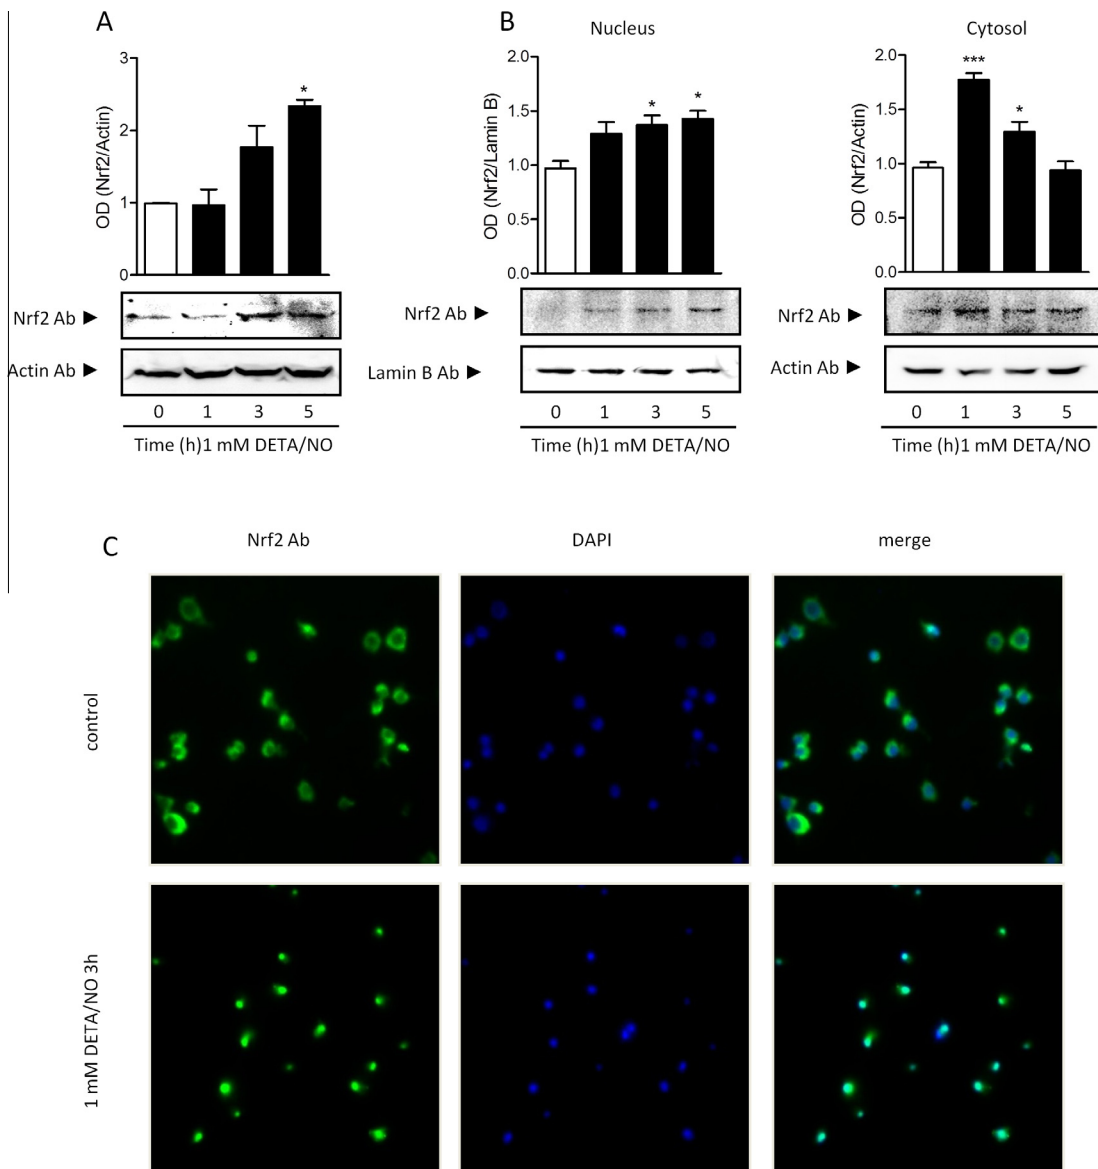 A
3
2
1
0
OD (Nrf2/Actin)
*
Nrf2 Ab
Actin Ab
0 1 3 5
Time (h)1 mM DETA/NO
B
Nucleus
2.0
1.5
1.0
0.5
0.0
OD (Nrf2/Lamin B)
* *
Nrf2 Ab
Lamin B Ab
0 1 3 5
Time (h)1 mM DETA/NO
Cytosol
2.0
1.5
1.0
0.5
0.0
OD (Nrf2/Actin)
***
*
Nrf2 Ab
Actin Ab
0 1 3 5
Time (h)1 mM DETA/NO
C
Nrf2 Ab DAPI merge
control
1 mM DETA/NO 3h